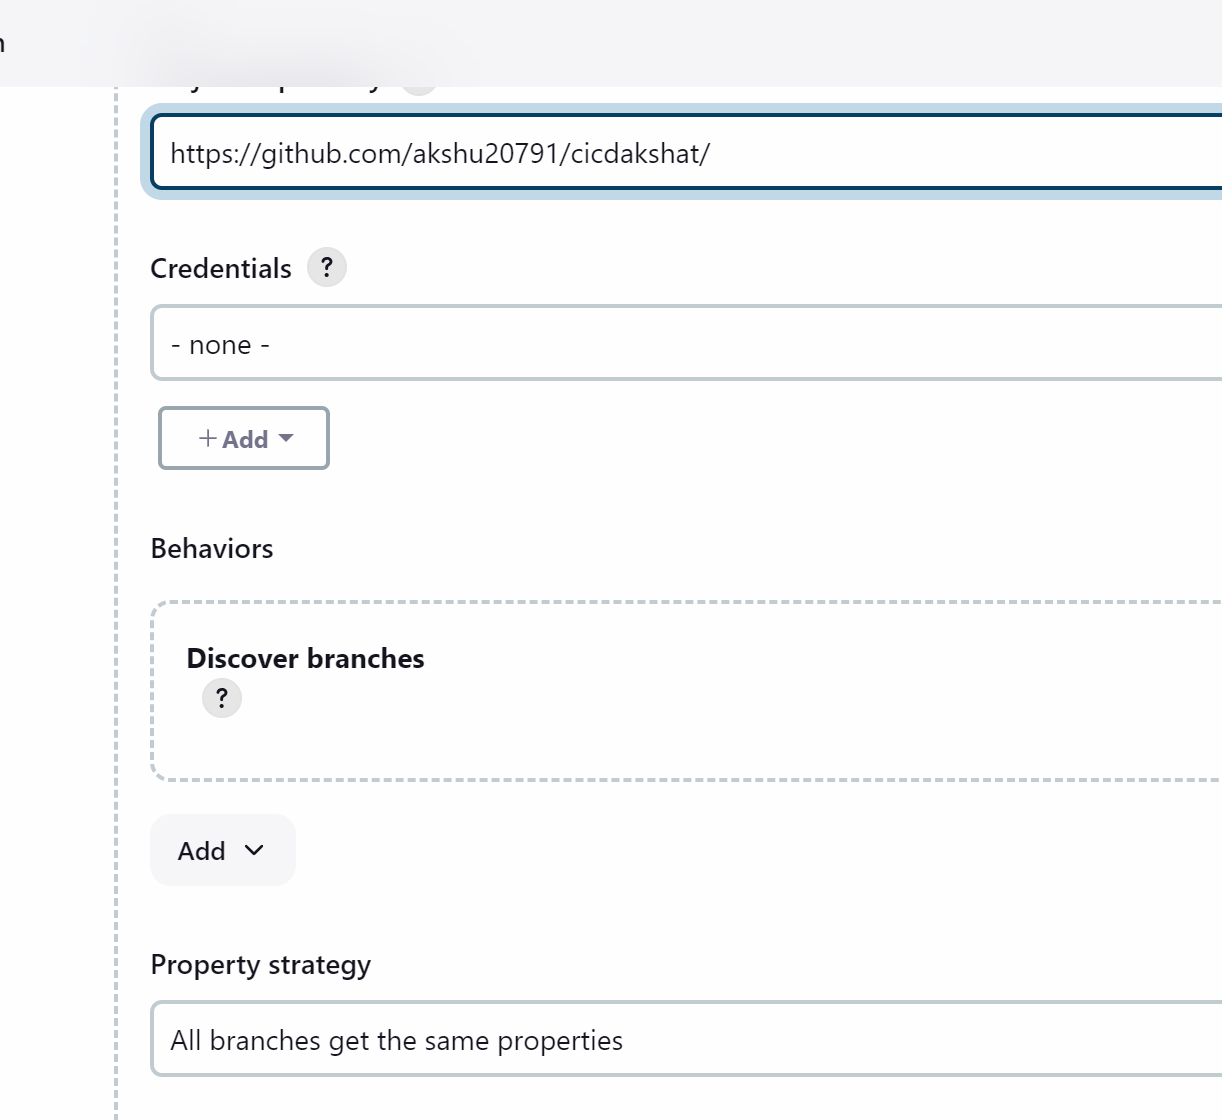 https://github.com/akshu20791/cicdakshat/
Credentials ?
- none -
+ Add
Behaviors
Discover branches
?
Add
Property strategy
All branches get the same properties